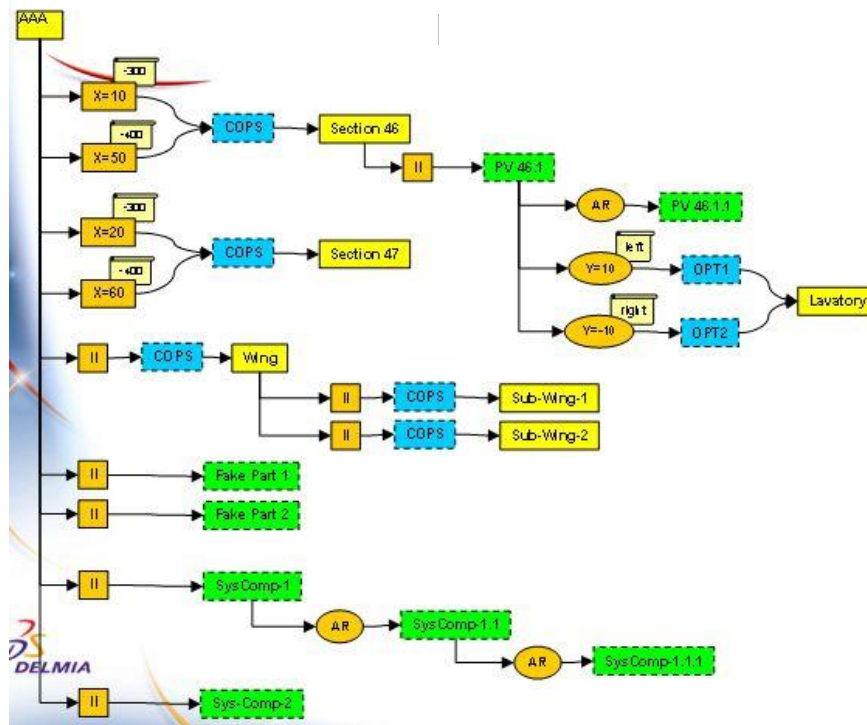 AAA
-300
X=10
COPS
Section 46
-400
X=50
II
PV 46.1
-300
X=20
AR
PV 46.1.1
COPS
Section 47
left
Y=10
OPT1
-400
X=60
Lavatory
right
Y=-10
OPT2
II
COPS
Wing
II
COPS
Sub-Wing-1
II
COPS
Sub-Wing-2
II
Fake Part 1
II
Fake Part 2
II
SysComp-1
AR
SysComp-1.1
AR
SysComp-1.1.1
DELMIA
II
Sys-Comp-2